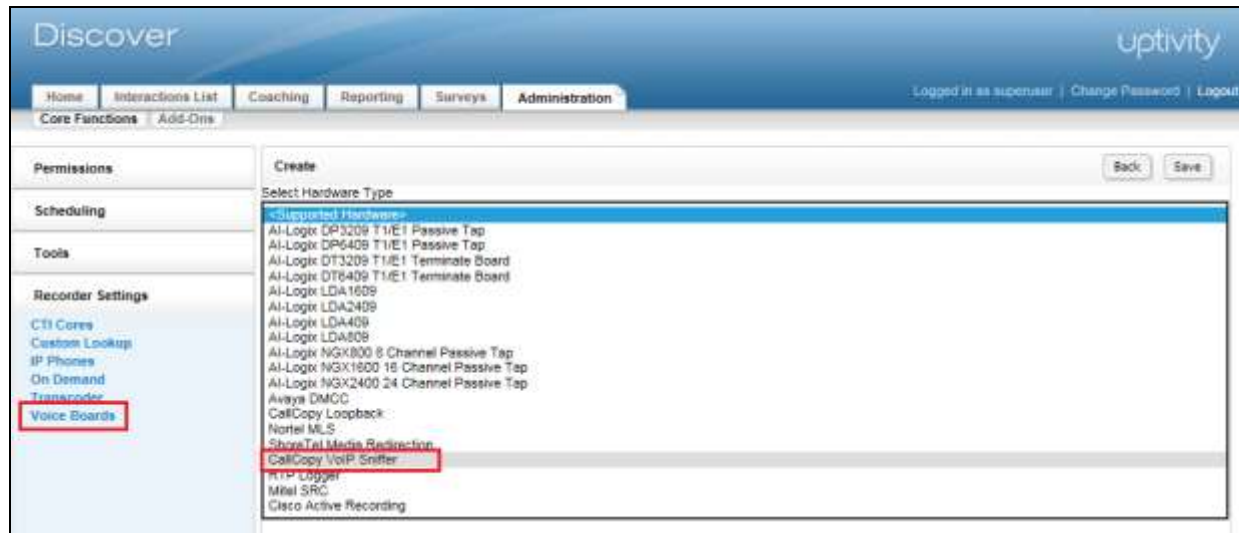 Discover
uptivity
Home Interactions List Coaching Reporting Surveys Administration
Logged in as superuser | Change Password | Logout
Core Functions Add-Ons
Permissions
Scheduling
Tools
Recorder Settings
CTI Cores
Custom Lookup
IP Phones
On Demand
Transcoder
Voice Boards
Create
Back Save
Select Hardware Type
<Supported Hardware>
AI-Logix DP3209 T1/E1 Passive Tap
AI-Logix DP6409 T1/E1 Passive Tap
AI-Logix DT3209 T1/E1 Terminate Board
AI-Logix DT6409 T1/E1 Terminate Board
AI-Logix LDA1609
AI-Logix LDA2409
AI-Logix LDA409
AI-Logix LDA809
AI-Logix NGX800 8 Channel Passive Tap
AI-Logix NGX1600 16 Channel Passive Tap
AI-Logix NGX2400 24 Channel Passive Tap
Avaya DMCC
CallCopy Loopback
Nortel MLS
ShoreTel Media Redirection
CallCopy VoIP Sniffer
RTP Logger
Mitel SRC
Cisco Active Recording